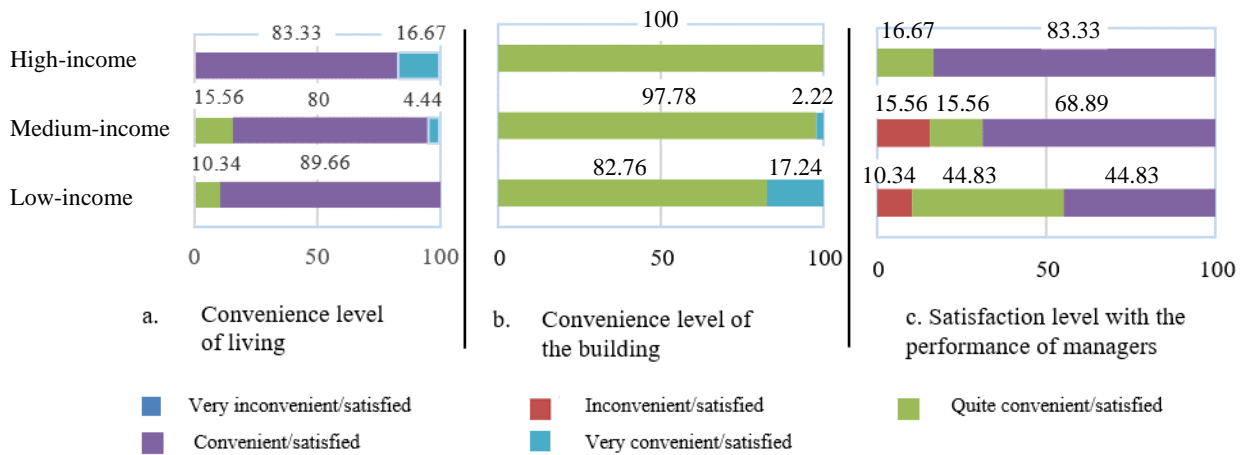 83.33 16.67
100
16.67 83.33
High-income
15.56 80 4.44
97.78 2.22
15.56 15.56 68.89
Medium-income
10.34 89.66
82.76 17.24
10.34 44.83 44.83
Low-income
0 50 100
0 50 100
0 50 100
a. Convenience level
of living
b. Convenience level of
the building
c. Satisfaction level with the
performance of managers
Very inconvenient/satisfied
Inconvenient/satisfied
Quite convenient/satisfied
Convenient/satisfied
Very convenient/satisfied